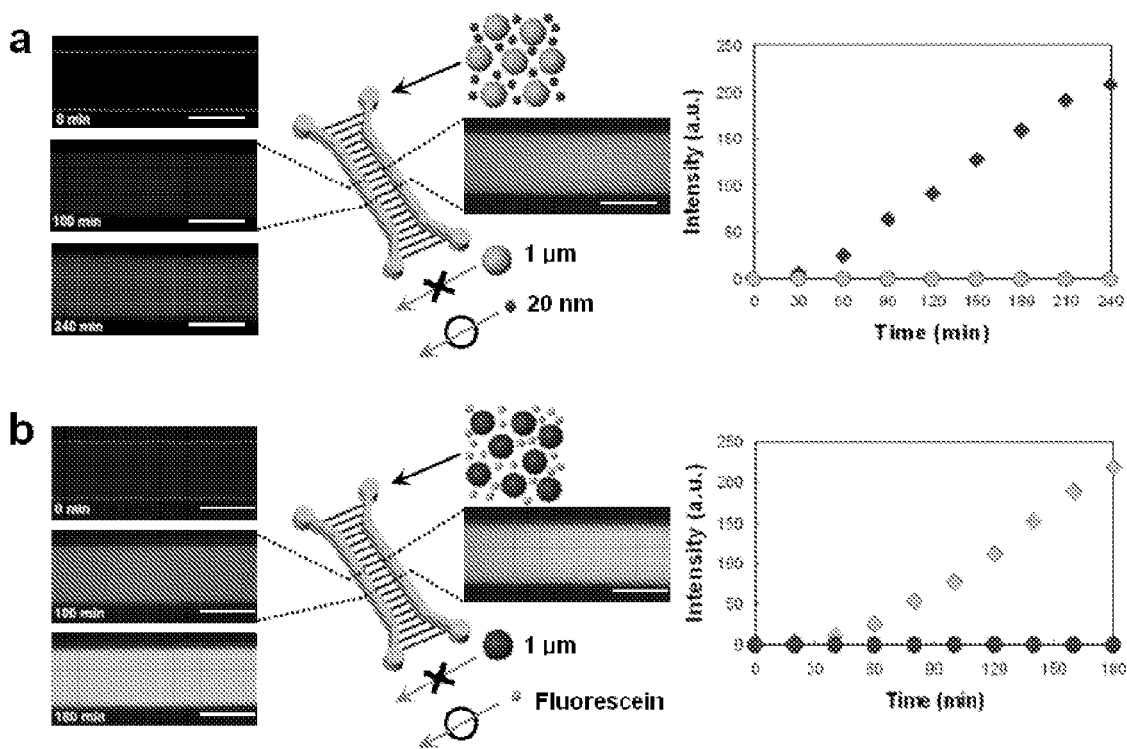 a
0 min
min
240 min
1 µm
20 nm
Intensity (a.u.)
250
200
150
100
50
0
0 30 60 90 120 150 180 210 240
Time (min)
b
0 min
min
180 min
1 µm
Fluorescein
Intensity (a.u.)
250
200
150
100
50
0
0 30 60 90 120 150 180
Time (min)